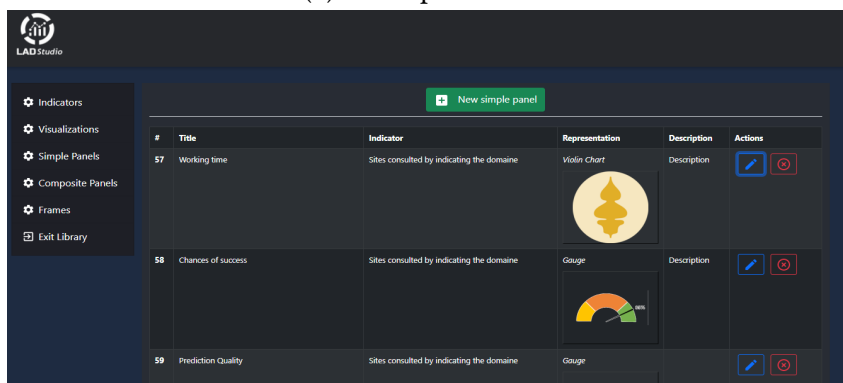 LADStudio
Indicators
Visualizations
Simple Panels
Composite Panels
Frames
Exit Library
New simple panel
# Title Indicator Representation Description Actions
57 Working time Sites consulted by indicating the domaine Violin Chart Description
58 Chances of success Sites consulted by indicating the domaine Gauge Description
59 Prediction Quality Sites consulted by indicating the domaine Gauge